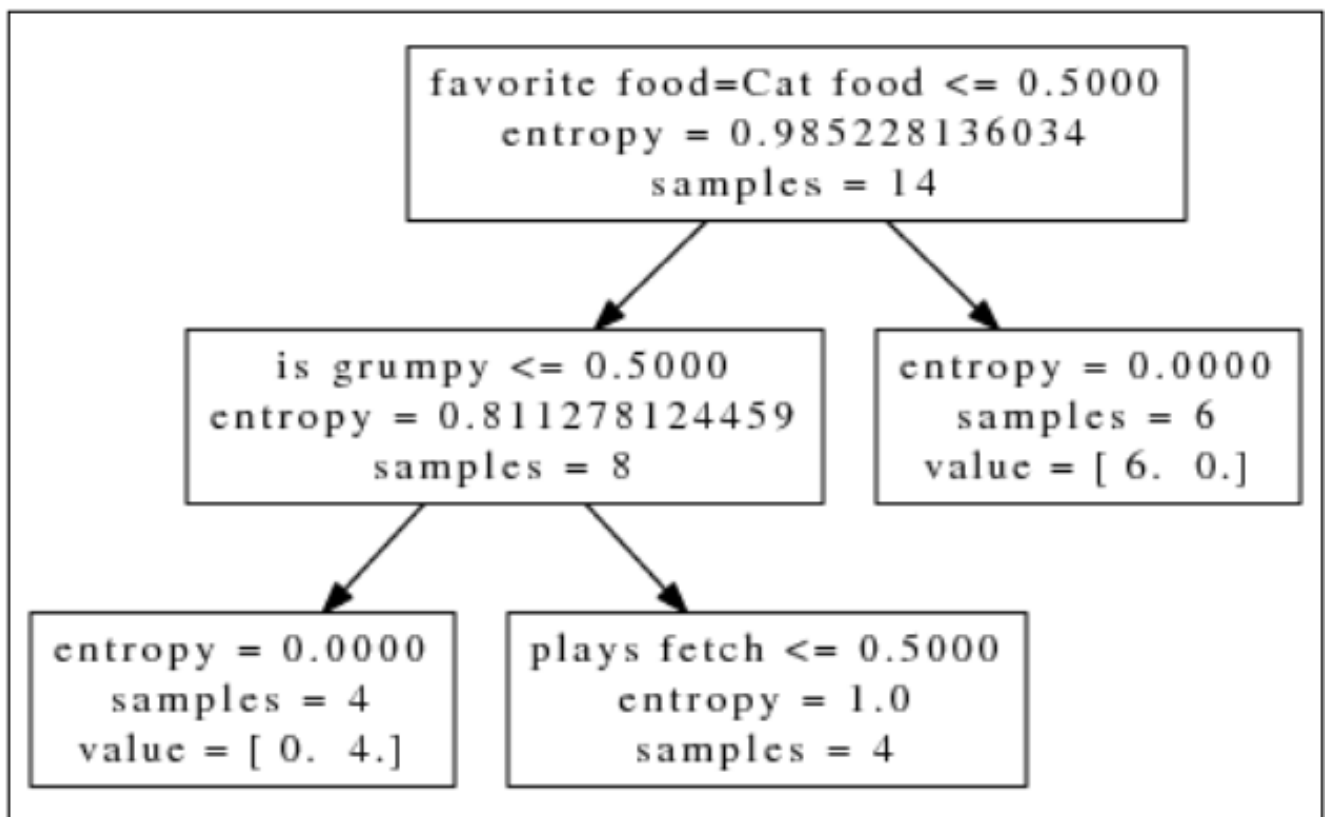 favorite food=Cat food <= 0.5000
entropy = 0.985228136034
samples = 14
is grumpy <= 0.5000
entropy = 0.811278124459
samples = 8
entropy = 0.0000
samples = 6
value = [ 6. 0.]
entropy = 0.0000
samples = 4
value = [ 0. 4.]
plays fetch <= 0.5000
entropy = 1.0
samples = 4